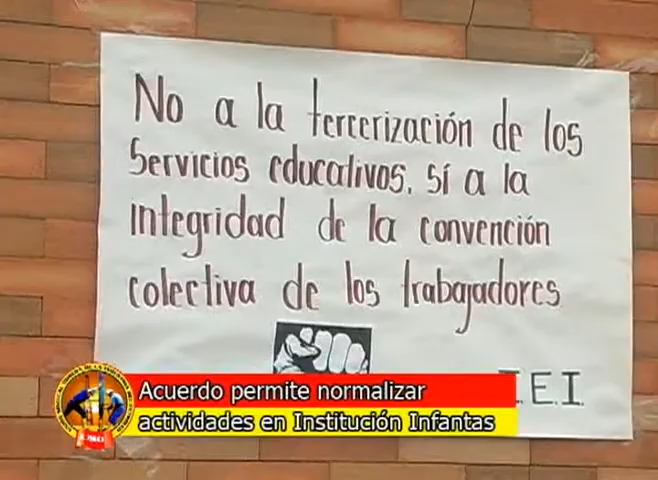 No a la tercerización de los
Servicios educativos, sí a la
integridad de la convención
colectiva de los trabajadores
I.E.I.
Acuerdo permite normalizar
actividades en Institución Infantas